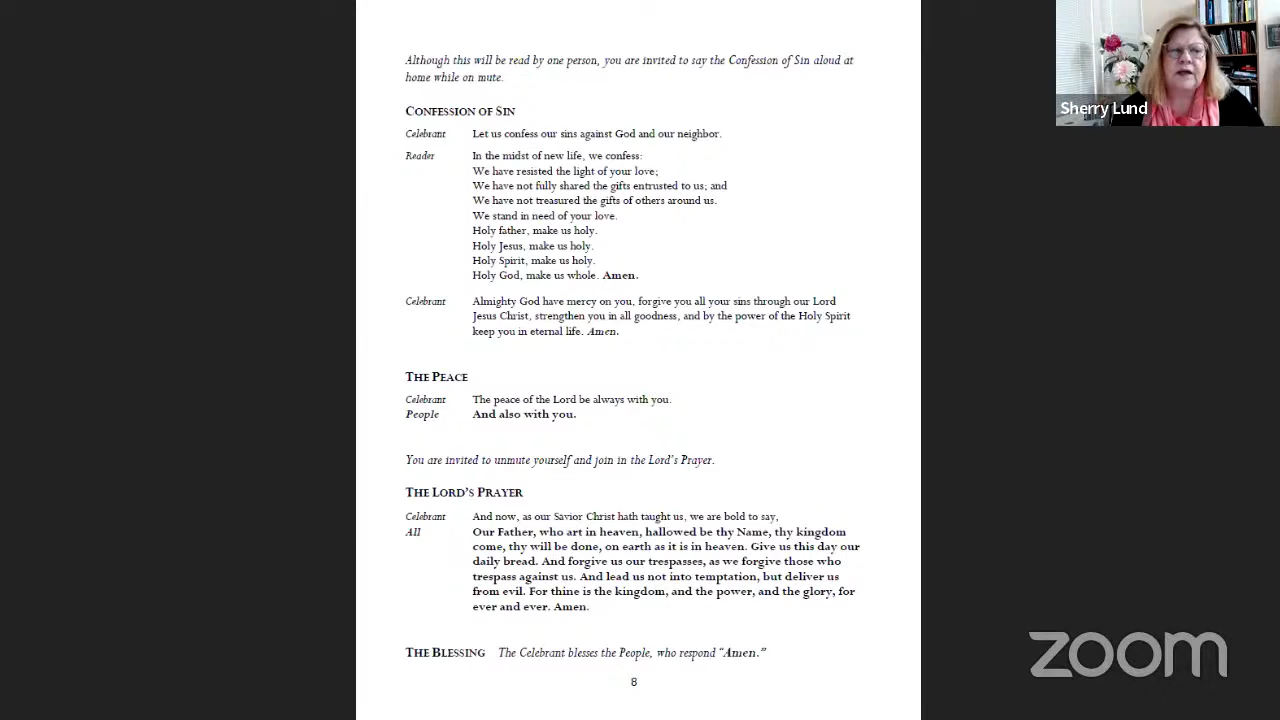 Although this will be read by one person, you are invited to say the Confession of Sin aloud at
home while on mute.
CONFESSION OF SIN
Celebrant Let us confess our sins against God and our neighbor.
Reader In the midst of new life, we confess:
We have resisted the light of your love;
We have not fully shared the gifts entrusted to us; and
We have not treasured the gifts of others around us.
We stand in need of your love.
Holy father, make us holy.
Holy Jesus, make us holy.
Holy Spirit, make us holy.
Holy God, make us whole. Amen.
Celebrant Almighty God have mercy on you, forgive you all your sins through our Lord
Jesus Christ, strengthen you in all goodness, and by the power of the Holy Spirit
keep you in eternal life. Amen.
THE PEACE
Celebrant The peace of the Lord be always with you.
People And also with you.
You are invited to unmute yourself and join in the Lord's Prayer.
THE LORD'S PRAYER
Celebrant And now, as our Savior Christ hath taught us, we are bold to say,
All Our Father, who art in heaven, hallowed be thy Name, thy kingdom
come, thy will be done, on earth as it is in heaven. Give us this day our
daily bread. And forgive us our trespasses, as we forgive those who
trespass against us. And lead us not into temptation, but deliver us
from evil. For thine is the kingdom, and the power, and the glory, for
ever and ever. Amen.
THE BLESSING The Celebrant blesses the People, who respond “Amen.”
8
Sherry Lund
zoom